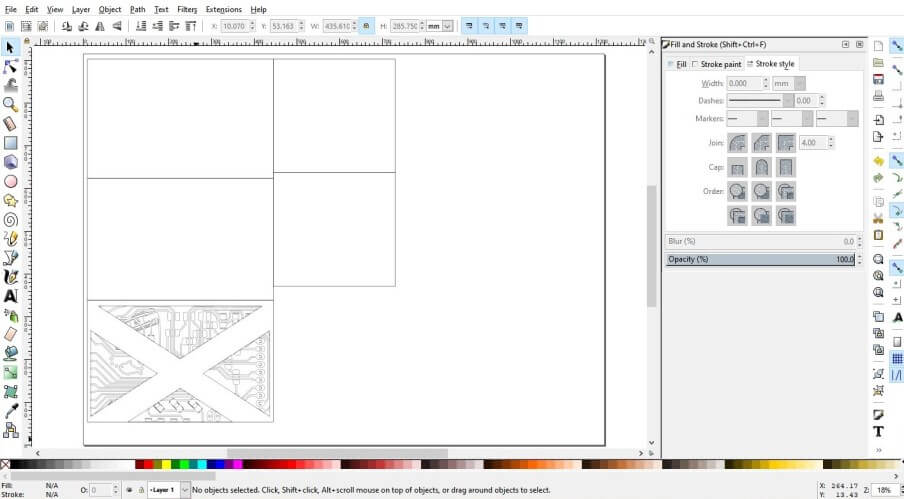 File Edit View Layer Object Path Text Filters Extensions Help
X: 10.070 Y: 53.163 W: 435.610 H: 285.750 mm
Fill and Stroke (Shift+Ctrl+F)
Fill Stroke paint Stroke style
Width: 0.000 mm
Dashes: 0.00
Markers:
Join: 4.00
Cap:
Order:
Blur (%) 0.0
Opacity (%) 100.0
Fill: N/A
Stroke: N/A
O: 0
Layer 1
No objects selected. Click, Shift+click, Alt+scroll mouse on top of objects, or drag around objects to select.
X: 264.17
Y: 13.43
Z: 18%